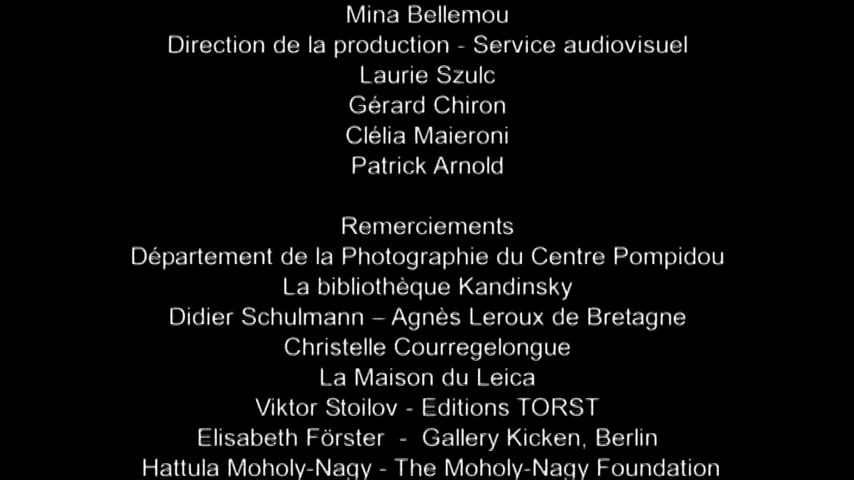 Mina Bellemou
Direction de la production - Service audiovisuel
Laurie Szulc
Gérard Chiron
Clélia Maieroni
Patrick Arnold
Remerciements
Département de la Photographie du Centre Pompidou
La bibliothèque Kandinsky
Didier Schulmann – Agnès Leroux de Bretagne
Christelle Courregelongue
La Maison du Leica
Viktor Stoilov - Editions TORST
Elisabeth Förster - Gallery Kicken, Berlin
Hattula Moholy-Nagy - The Moholy-Nagy Foundation